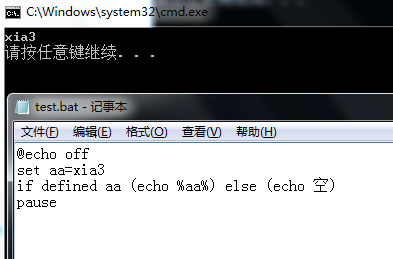 C:\Windows\system32\cmd.exe
xia3
请按任意键继续. . .
test.bat - 记事本
文件(F) 编辑(E) 格式(O) 查看(V) 帮助(H)
@echo off
set aa=xia3
if defined aa (echo %aa%) else (echo 空)
pause